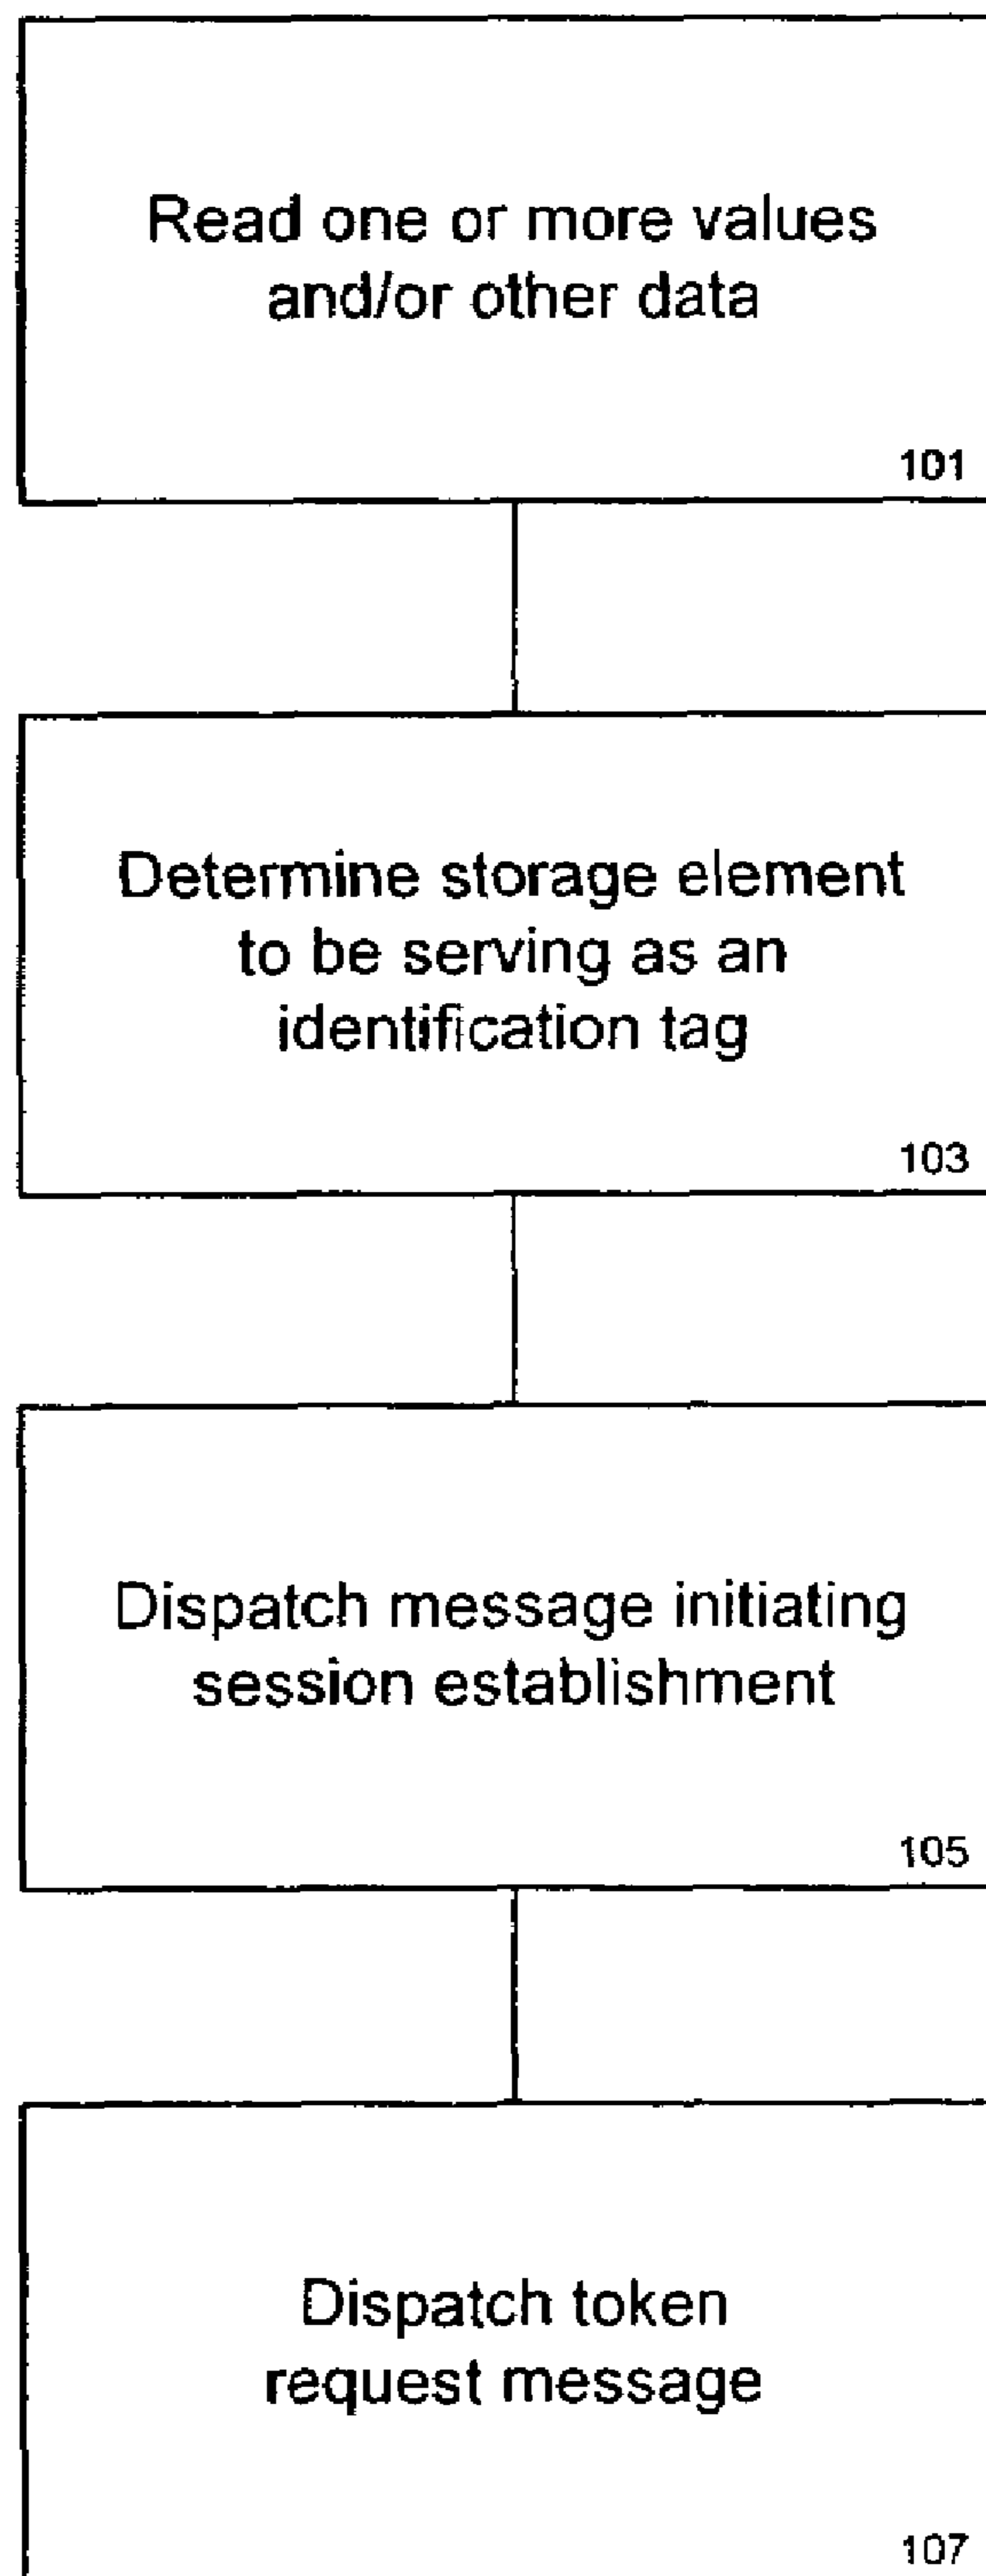 Read one or more values
and/or other data
101
Determine storage element
to be serving as an
identification tag
103
Dispatch message initiating
session establishment
105
Dispatch token
request message
107